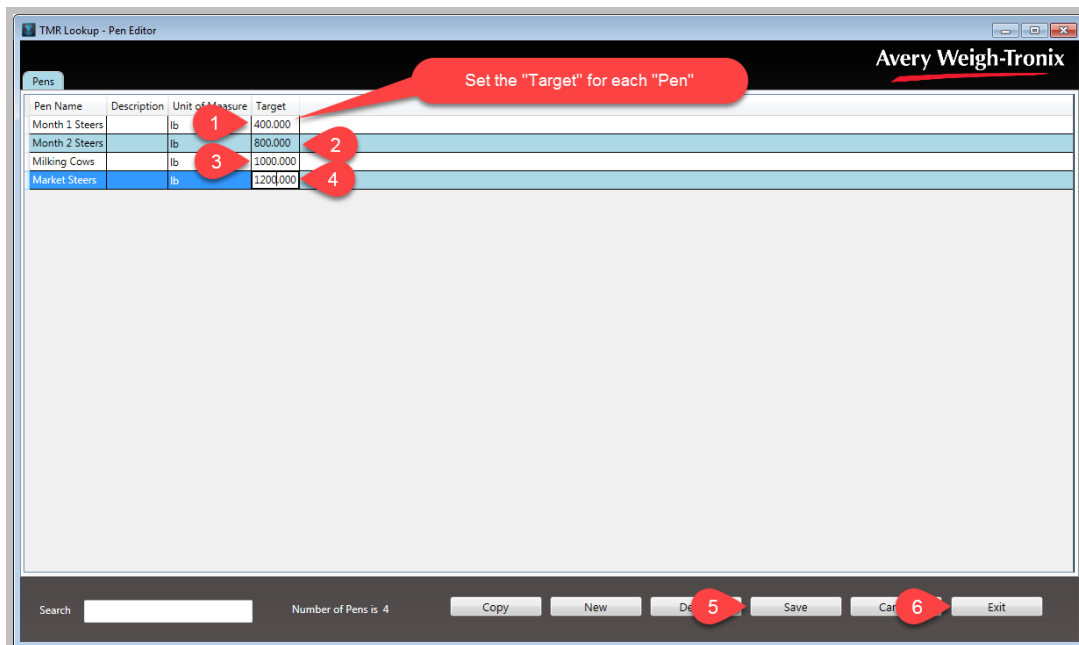 TMR Lookup - Pen Editor
Avery Weigh-Tronix
Pens
Set the "Target" for each "Pen"
Pen Name Description Unit of Measure Target
Month 1 Steers lb 1 400.000
Month 2 Steers lb 800.000 2
Milking Cows lb 3 1000.000
Market Steers lb 1200.000 4
Search Number of Pens is 4 Copy New De 5 Save Can 6 Exit